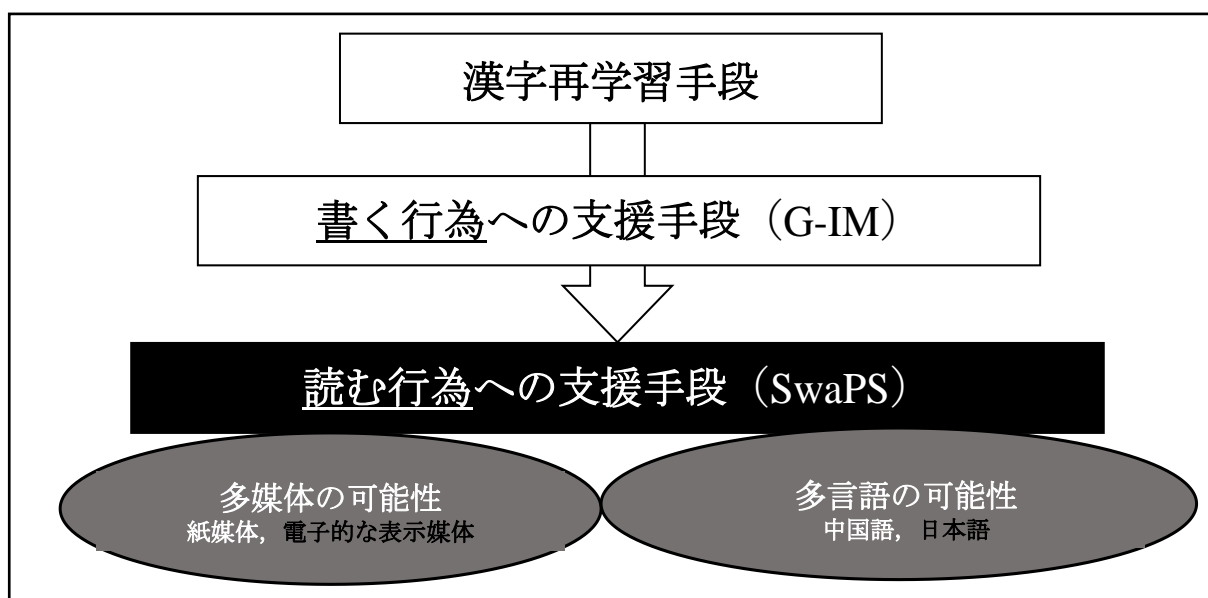 漢字再学習手段
書く行為への支援手段（G-IM）
読む行為への支援手段（SwaPS）
多媒体の可能性
紙媒体，電子的な表示媒体
多言語の可能性
中国語，日本語